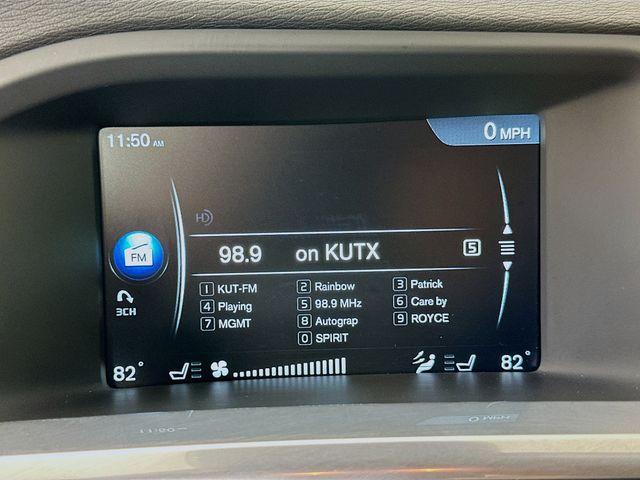 11:50 AM
0 MPH
HD
98.9 on KUTX 5
FM
1 KUT-FM 2 Rainbow 3 Patrick
4 Playing 5 98.9 MHz 6 Care by
7 MGMT 8 Autograp 9 ROYCE
0 SPIRIT
3CH
82° 82°